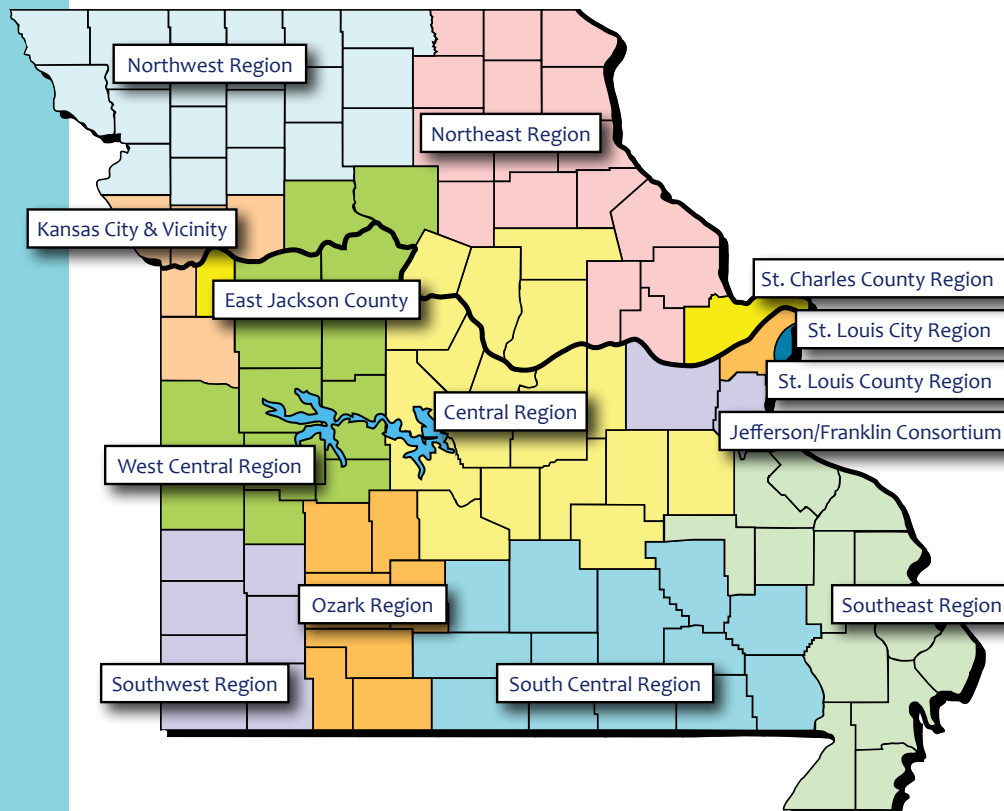 Northwest Region
Northeast Region
Kansas City & Vicinity
St. Charles County Region
East Jackson County
St. Louis City Region
St. Louis County Region
Central Region
Jefferson/Franklin Consortium
West Central Region
Ozark Region
Southeast Region
Southwest Region
South Central Region